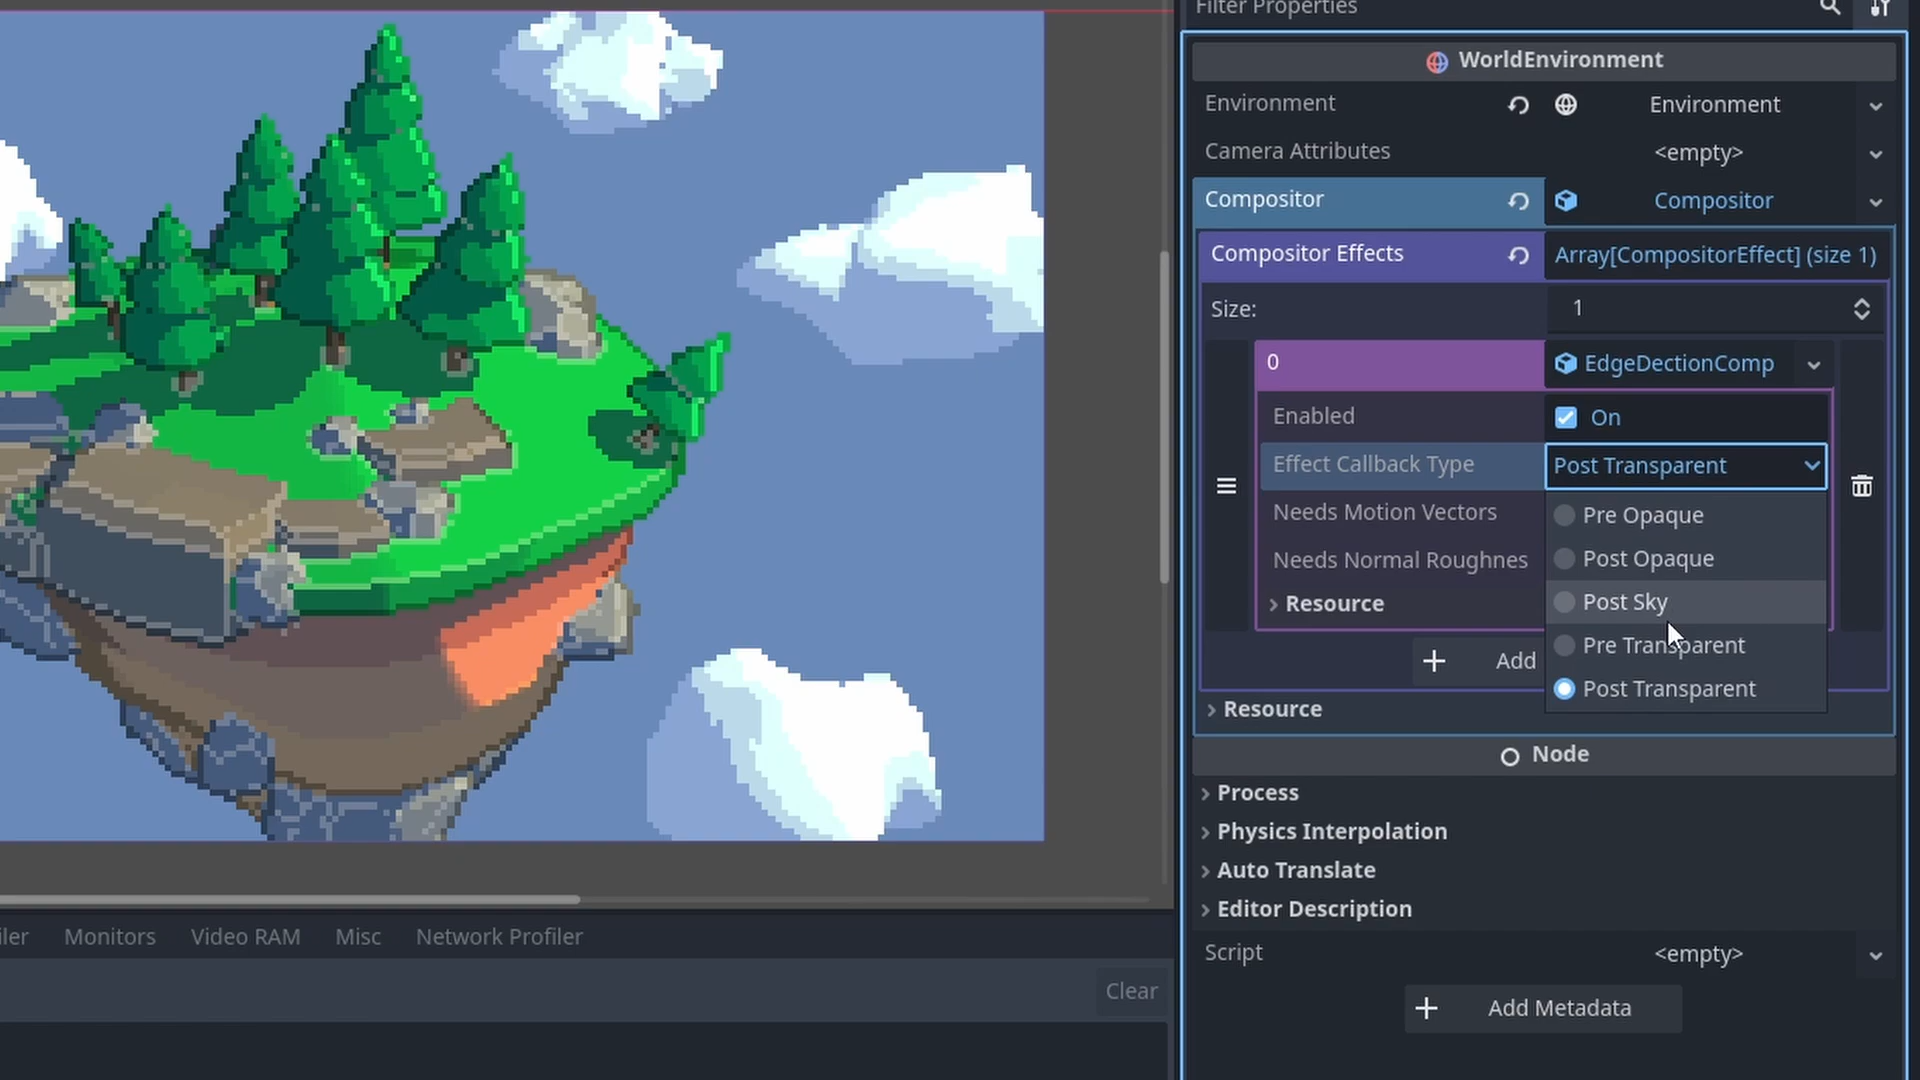 Filter Properties
WorldEnvironment
Environment Environment
Camera Attributes <empty>
Compositor Compositor
Compositor Effects Array[CompositorEffect] (size 1)
Size: 1
0 EdgeDectionComp
Enabled On
Effect Callback Type Post Transparent
Needs Motion Vectors
Needs Normal Roughnes
Resource
Pre Opaque
Post Opaque
Post Sky
Pre Transparent
Post Transparent
+ Add
Resource
Node
Process
Physics Interpolation
Auto Translate
Editor Description
Script <empty>
+ Add Metadata
iler Monitors Video RAM Misc Network Profiler
Clear